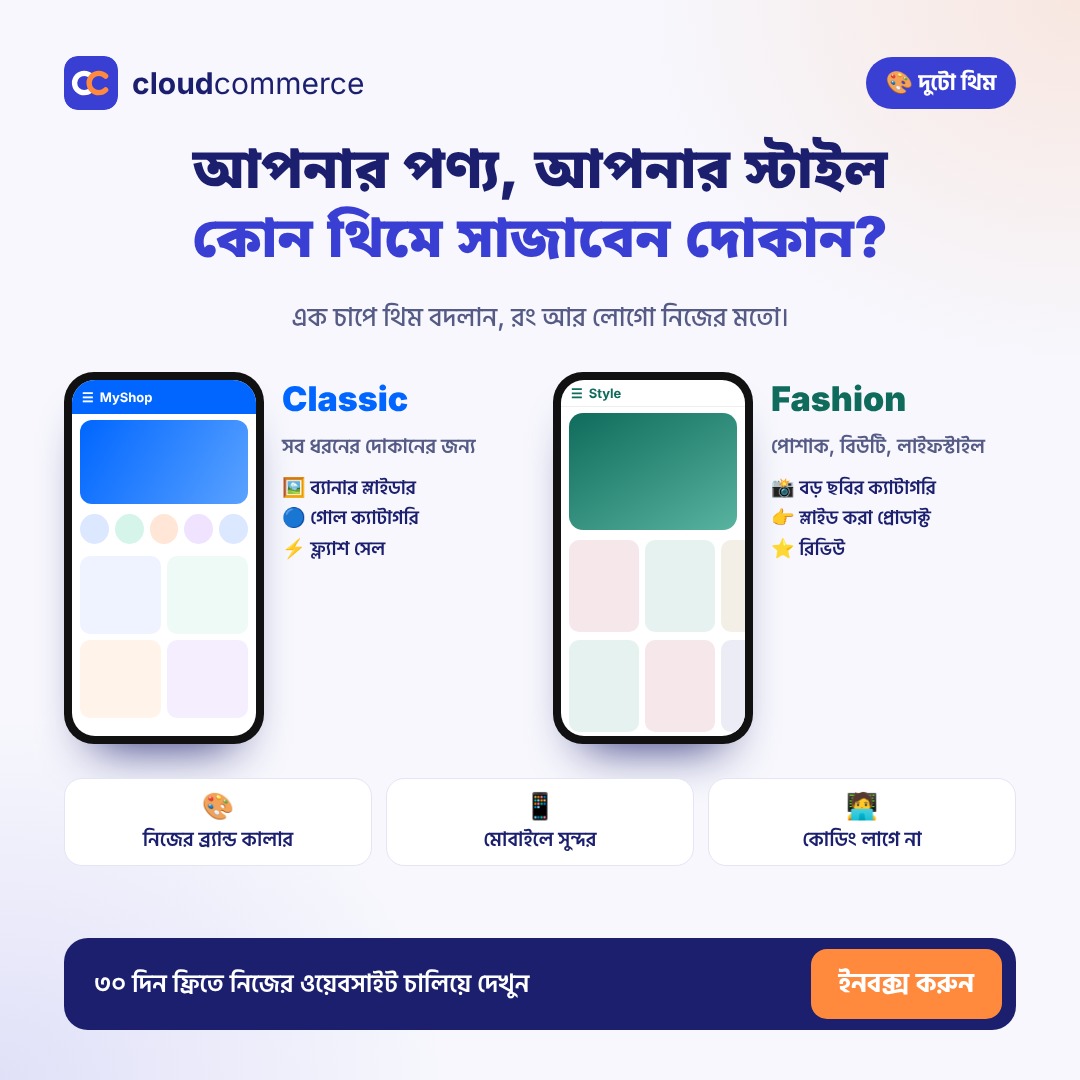 cloudcommerce
🎨 দুটো থিম
আপনার পণ্য, আপনার স্টাইল
কোন থিমে সাজাবেন দোকান?
এক চাপে থিম বদলান, রং আর লোগো নিজের মতো।
☰ MyShop
Classic
সব ধরনের দোকানের জন্য
🖼️ ব্যানার স্লাইডার
🔵 গোল ক্যাটাগরি
⚡ ফ্ল্যাশ সেল
☰ Style
Fashion
পোশাক, বিউটি, লাইফস্টাইল
📸 বড় ছবির ক্যাটাগরি
👉 স্লাইড করা প্রোডাক্ট
⭐ রিভিউ
🎨
নিজের ব্র্যান্ড কালার
📱
মোবাইলে সুন্দর
🧑‍💻
কোডিং লাগে না
৩০ দিন ফ্রিতে নিজের ওয়েবসাইট চালিয়ে দেখুন
ইনবক্স করুন